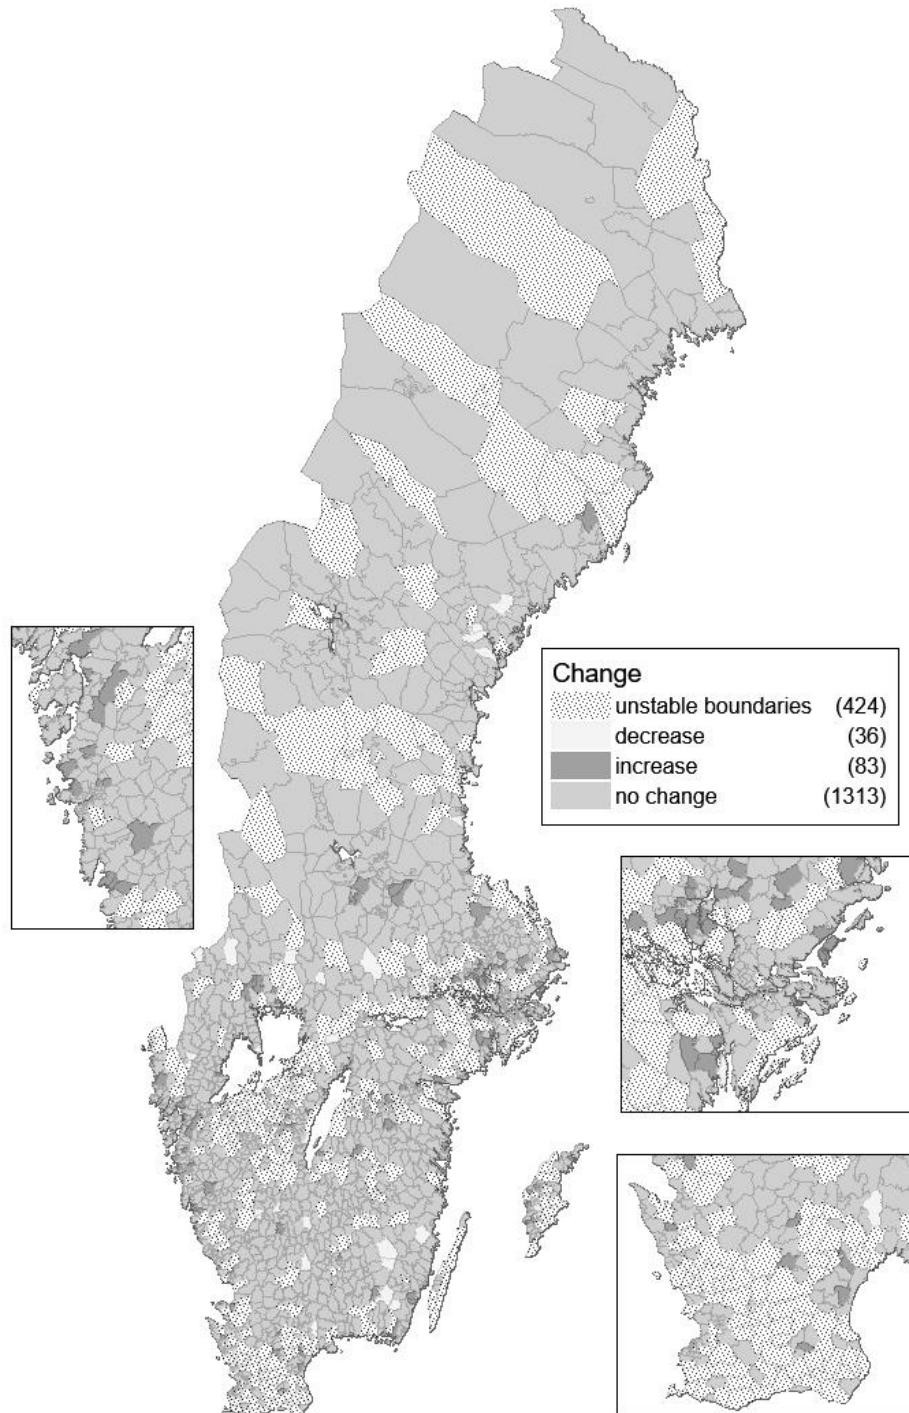 Change
unstable boundaries (424)
decrease (36)
increase (83)
no change (1313)